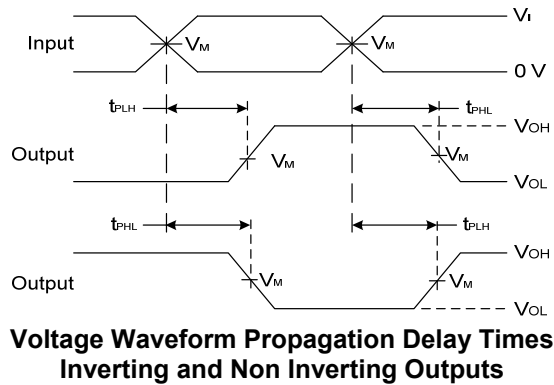 VI
Input VM VM
0 V
tPLH tPHL
VOH
Output VM VM
VOL
tPHL tPLH
VOH
Output VM VM
VOL
Voltage Waveform Propagation Delay Times
Inverting and Non Inverting Outputs